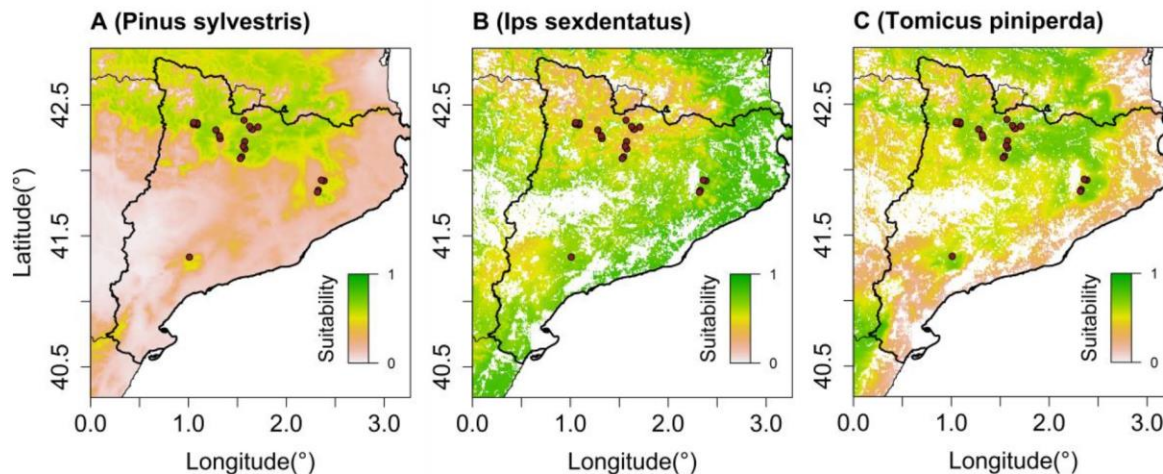 A (Pinus sylvestris)
B (Ips sexdentatus)
C (Tomicus piniperda)
Latitude(°)
42.5
41.5
40.5
Suitability
1
0
0.0
1.0
2.0
3.0
Longitude(°)
42.5
41.5
40.5
Suitability
1
0
0.0
1.0
2.0
3.0
Longitude(°)
42.5
41.5
40.5
Suitability
1
0
0.0
1.0
2.0
3.0
Longitude(°)